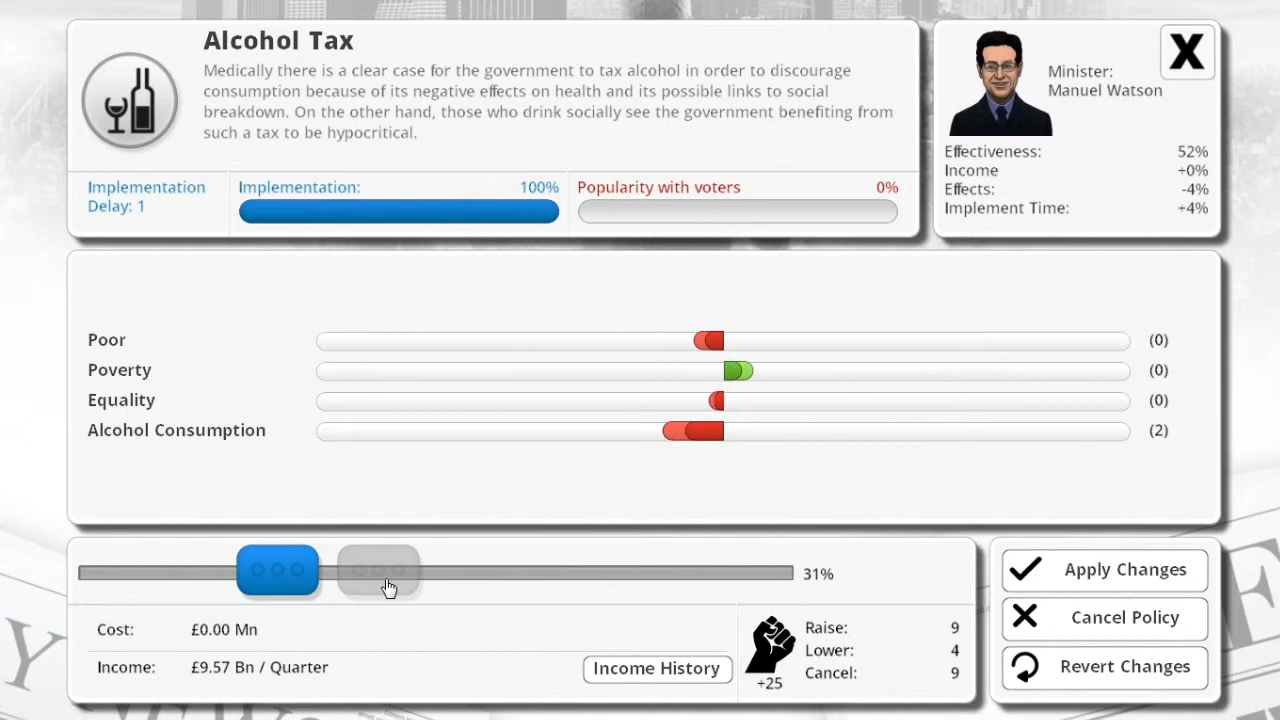 Alcohol Tax
Medically there is a clear case for the government to tax alcohol in order to discourage
consumption because of its negative effects on health and its possible links to social
breakdown. On the other hand, those who drink socially see the government benefiting from
such a tax to be hypocritical.
Implementation
Delay: 1
Implementation: 100%
Popularity with voters 0%
Minister:
Manuel Watson
X
Effectiveness: 52%
Income +0%
Effects: -4%
Implement Time: +4%
Poor (0)
Poverty (0)
Equality (0)
Alcohol Consumption (2)
31%
Cost: £0.00 Mn
Income: £9.57 Bn / Quarter
Income History
+25
Raise: 9
Lower: 4
Cancel: 9
Apply Changes
Cancel Policy
Revert Changes